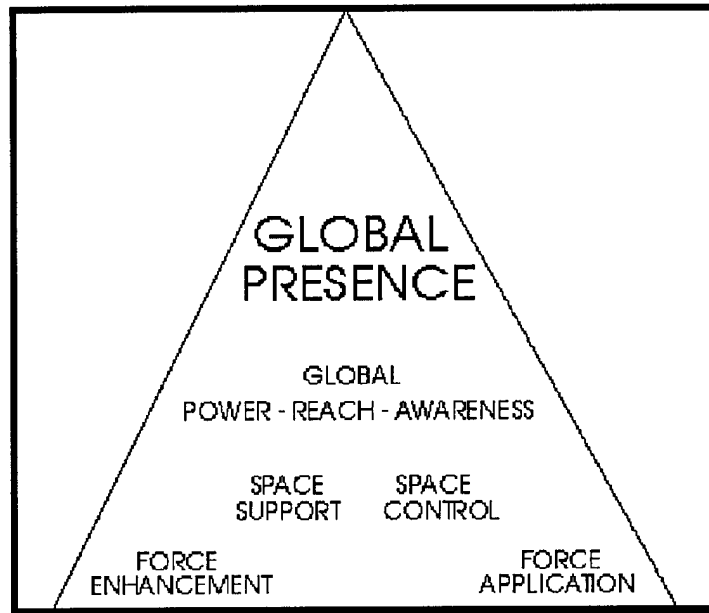 GLOBAL
PRESENCE
GLOBAL
POWER - REACH - AWARENESS
SPACE
SUPPORT
SPACE
CONTROL
FORCE
ENHANCEMENT
FORCE
APPLICATION